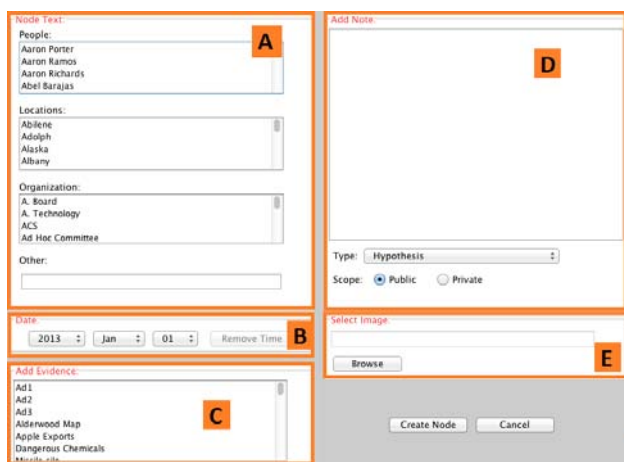 Node Text:
A
People:
Aaron Porter
Aaron Ramos
Aaron Richards
Abel Barajas
Locations:
Abilene
Adolph
Alaska
Albany
Organization:
A. Board
A. Technology
ACS
Ad Hoc Committee
Other:
Date:
2013 Jan 01 Remove Time
B
Add Evidence:
Ad1
Ad2
Ad3
Alderwood Map
Apple Exports
Dangerous Chemicals
C
Add Note:
D
Type: Hypothesis
Scope: Public Private
Select Image:
E
Browse
Create Node Cancel